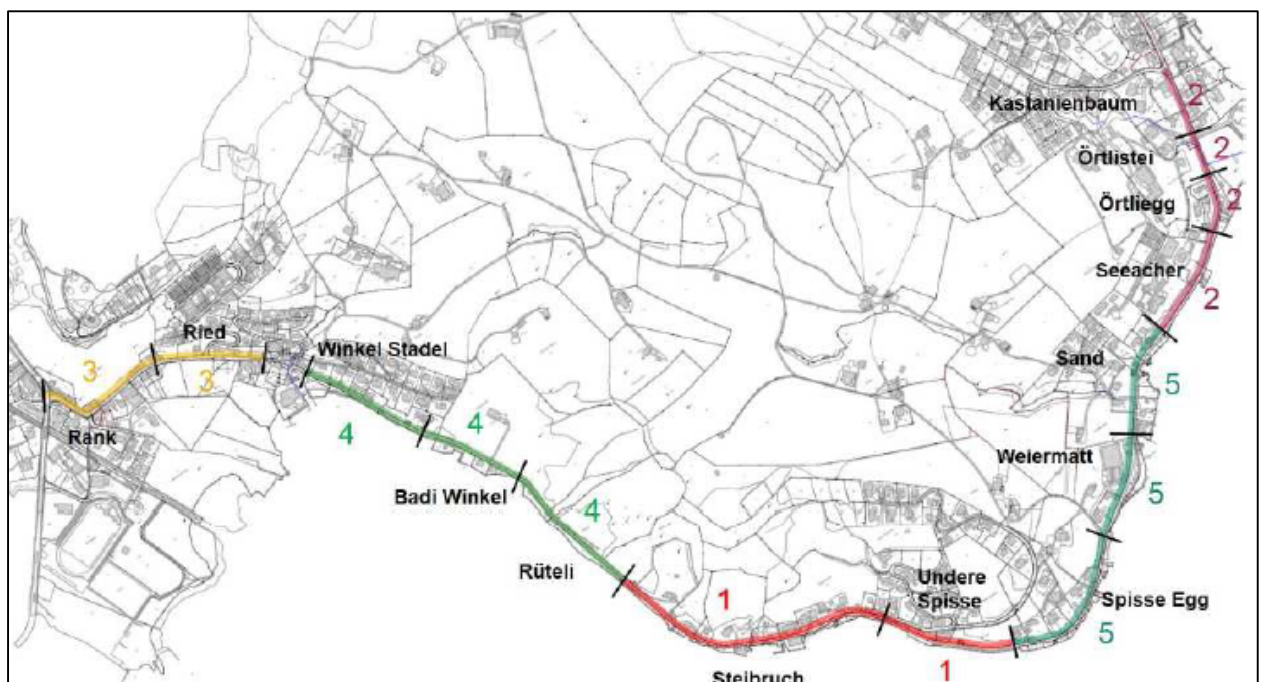 Kastanienbaum
2
Örtlistei
2
Örtliegg
2
Seeacher
2
Ried
Winkel Stadel
3
3
Sand
5
Rank
4
4
Weiermatt
Badi Winkel
4
5
Rüteli
Undere
Spisse
1
Spisse Egg
5
1
Steibruch